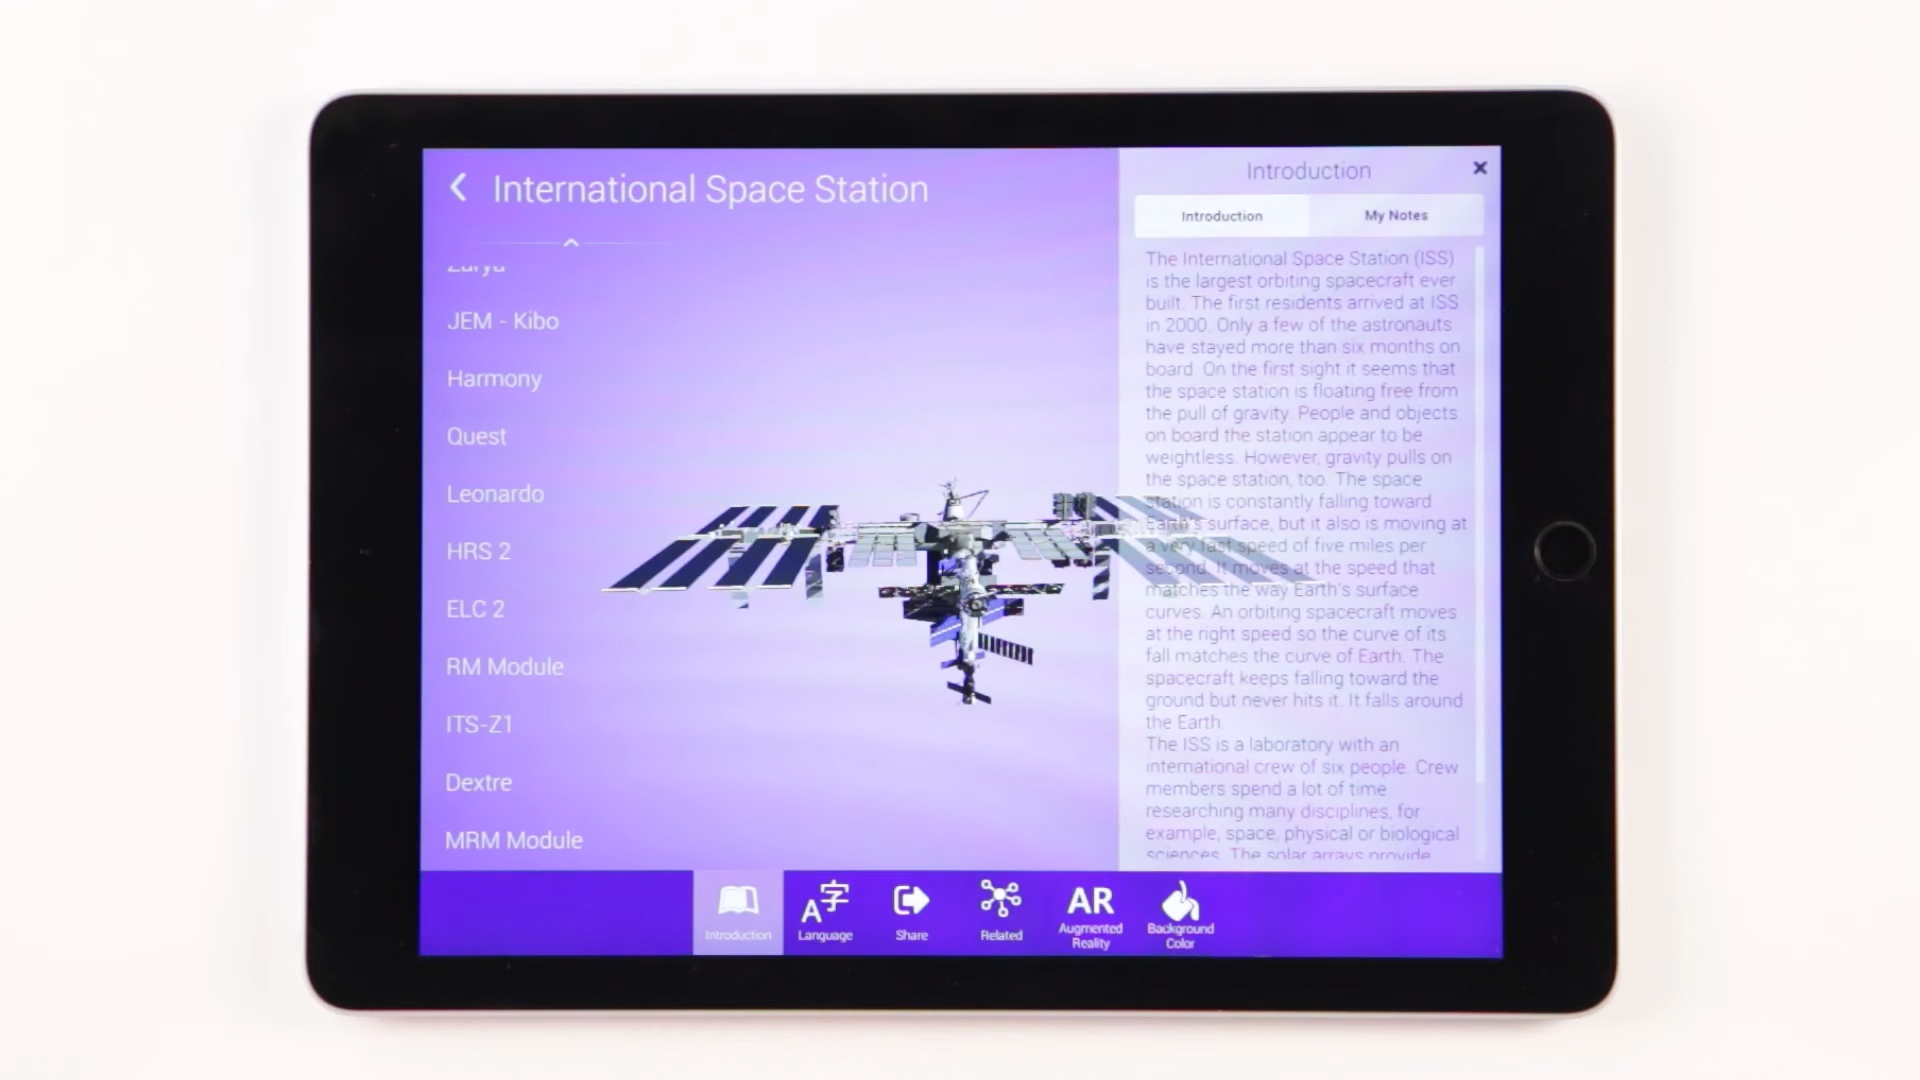 International Space Station
Zarya
JEM - Kibo
Harmony
Quest
Leonardo
HRS 2
ELC 2
RM Module
ITS-Z1
Dextre
MRM Module
Introduction
Introduction
My Notes
The International Space Station (ISS)
is the largest orbiting spacecraft ever
built. The first residents arrived at ISS
in 2000. Only a few of the astronauts
have stayed more than six months on
board. On the first sight it seems that
the space station is floating free from
the pull of gravity. People and objects
on board the station appear to be
weightless. However, gravity pulls on
the space station, too. The space
station is constantly falling toward
Earth's surface, but it also is moving at
a very fast speed of five miles per
second. It moves at the speed that
matches the way Earth's surface
curves. An orbiting spacecraft moves
at the right speed so the curve of its
fall matches the curve of Earth. The
spacecraft keeps falling toward the
ground but never hits it. It falls around
the Earth.
The ISS is a laboratory with an
international crew of six people. Crew
members spend a lot of time
researching many disciplines, for
example, space, physical or biological
sciences. The solar arrays provide
Introduction
A字
Language
Share
Related
AR
Augmented
Reality
Background
Color